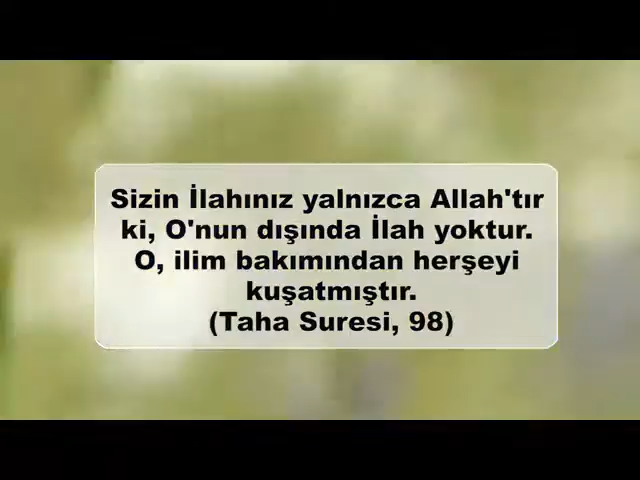 Sizin İlahınız yalnızca Allah'tır
ki, O'nun dışında İlah yoktur.
O, ilim bakımından herşeyi
kuşatmıştır.
(Taha Suresi, 98)